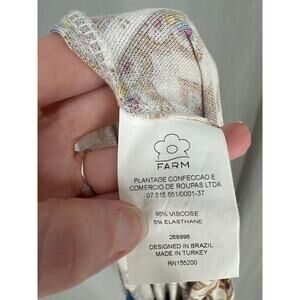 FARM
PLANTAGE CONFECCAO E
COMERCIO DE ROUPAS LTDA
07.515.551/0001-37
95% VISCOSE
5% ELASTHANE
268998
DESIGNED IN BRAZIL
MADE IN TURKEY
RN155200